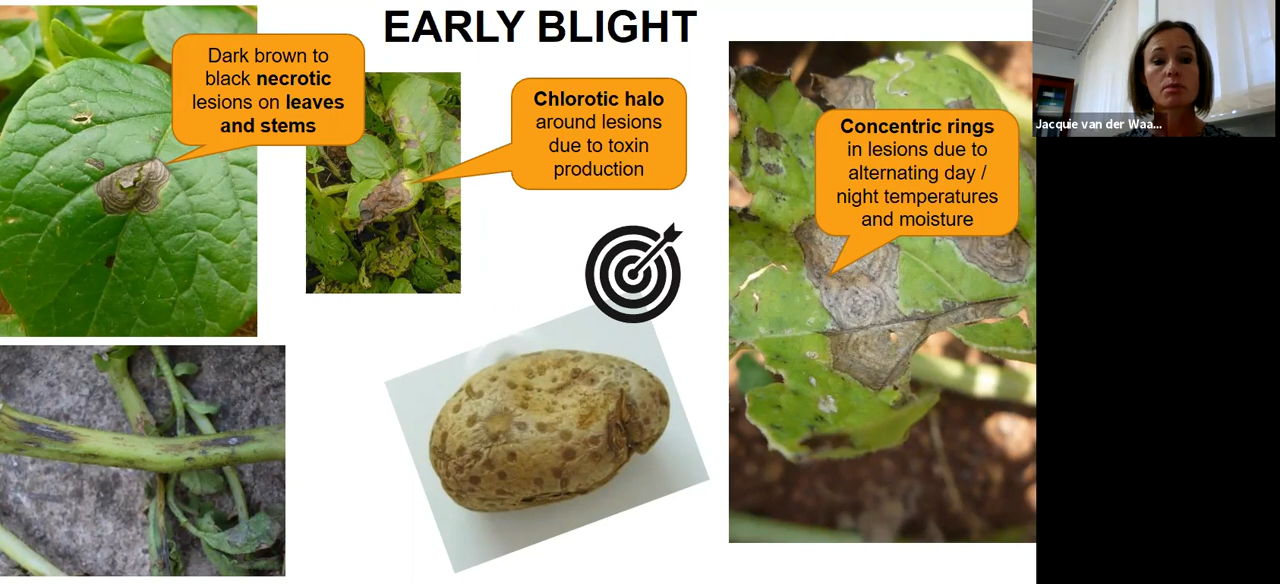 EARLY BLIGHT
Dark brown to
black necrotic
lesions on leaves
and stems
Chlorotic halo
around lesions
due to toxin
production
Concentric rings
in lesions due to
alternating day /
night temperatures
and moisture
Jacquie van der Waa...